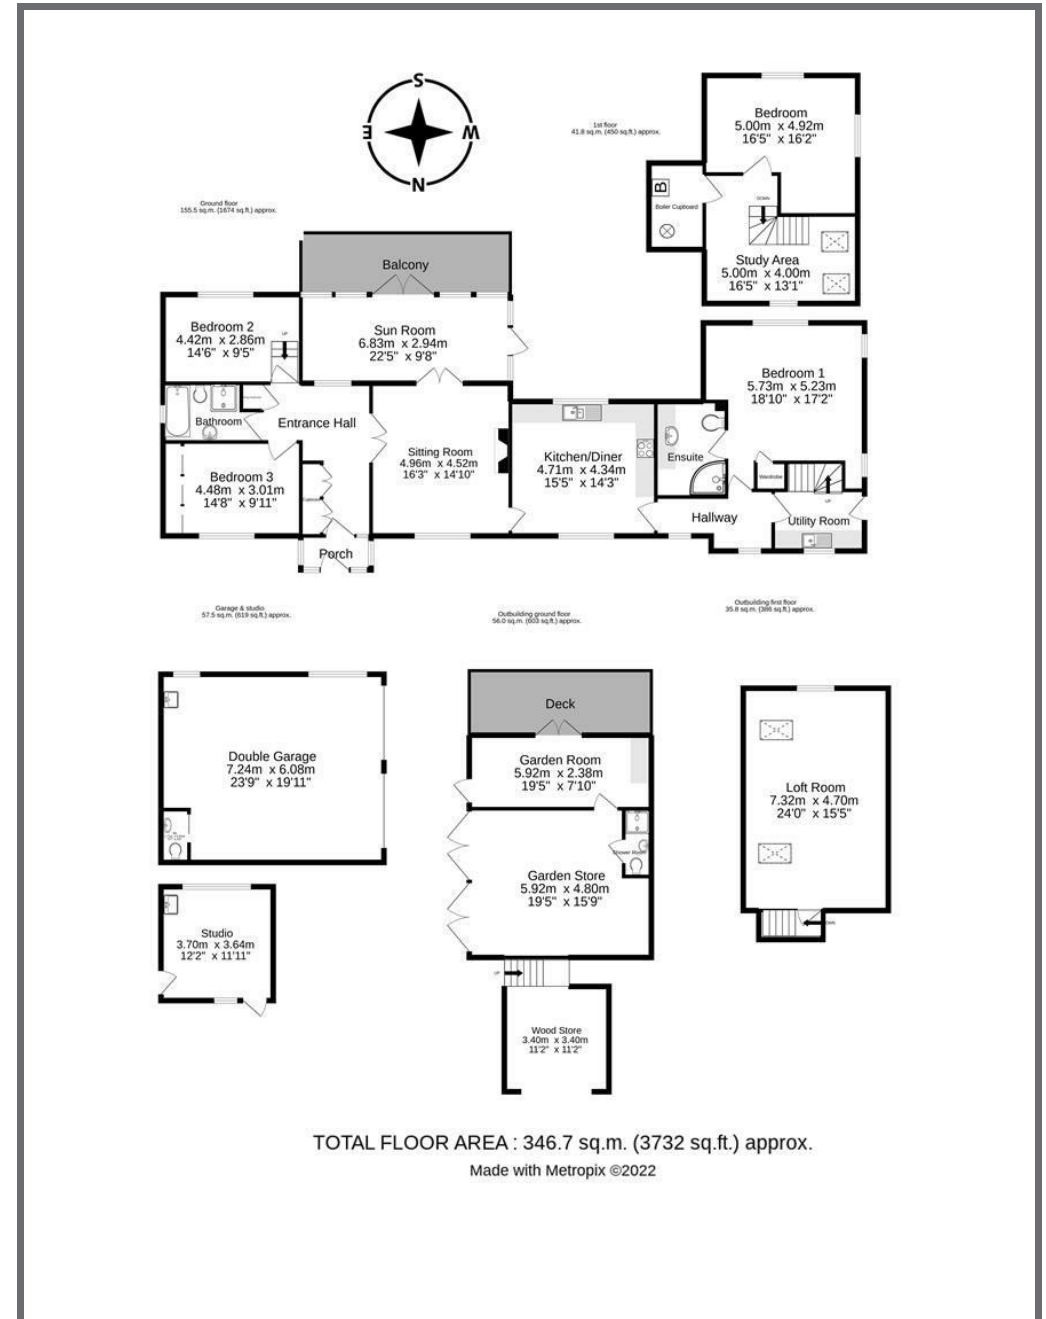 S
E
W
N
1st floor
41.8 sq.m. (450 sq.ft.) approx.
Bedroom
5.00m x 4.92m
16'5" x 16'2"
B
Boiler Cupboard
DOWN
Study Area
5.00m x 4.00m
16'5" x 13'1"
Ground floor
155.5 sq.m. (1674 sq.ft.) approx.
Balcony
Bedroom 2
4.42m x 2.86m
14'6" x 9'5"
UP
Sun Room
6.83m x 2.94m
22'5" x 9'8"
Bathroom
Entrance Hall
Bedroom 3
4.48m x 3.01m
14'8" x 9'11"
Sitting Room
4.96m x 4.52m
16'3" x 14'10"
Kitchen/Diner
4.71m x 4.34m
15'5" x 14'3"
Ensuite
Bedroom 1
5.73m x 5.23m
18'10" x 17'2"
Wardrobe
Hallway
UP
Utility Room
Porch
Garage & studio
57.5 sq.m. (619 sq.ft.) approx.
Outbuilding ground floor
56.0 sq.m. (603 sq.ft.) approx.
Outbuilding first floor
35.8 sq.m. (386 sq.ft.) approx.
Double Garage
7.24m x 6.08m
23'9" x 19'11"
Studio
3.70m x 3.64m
12'2" x 11'11"
Deck
Garden Room
5.92m x 2.38m
19'5" x 7'10"
Shower Room
Garden Store
5.92m x 4.80m
19'5" x 15'9"
UP
Wood Store
3.40m x 3.40m
11'2" x 11'2"
Loft Room
7.32m x 4.70m
24'0" x 15'5"
DOWN
TOTAL FLOOR AREA : 346.7 sq.m. (3732 sq.ft.) approx.
Made with Metropix ©2022